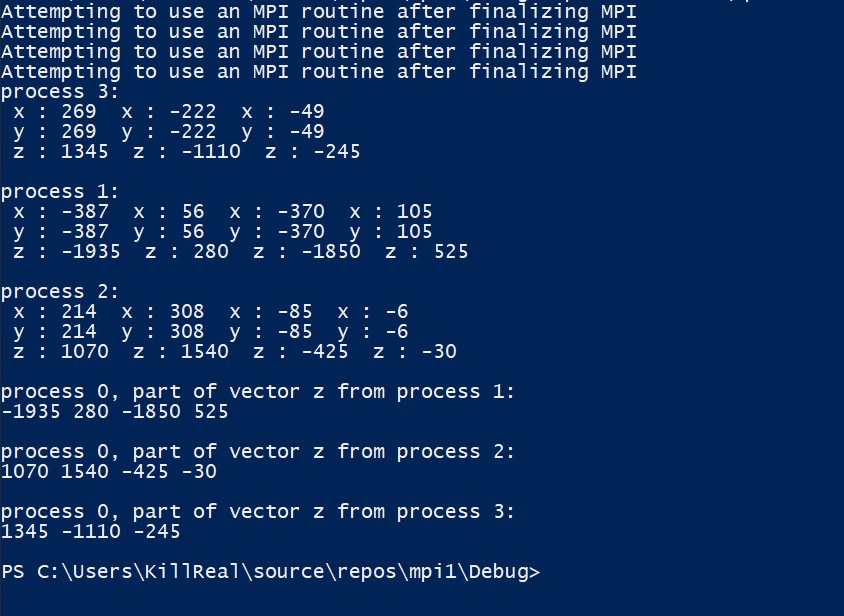 Attempting to use an MPI routine after finalizing MPI
Attempting to use an MPI routine after finalizing MPI
Attempting to use an MPI routine after finalizing MPI
Attempting to use an MPI routine after finalizing MPI
process 3:
x : 269  x : -222  x : -49
y : 269  y : -222  y : -49
z : 1345  z : -1110  z : -245
process 1:
x : -387  x : 56  x : -370  x : 105
y : -387  y : 56  y : -370  y : 105
z : -1935  z : 280  z : -1850  z : 525
process 2:
x : 214  x : 308  x : -85  x : -6
y : 214  y : 308  y : -85  y : -6
z : 1070  z : 1540  z : -425  z : -30
process 0, part of vector z from process 1:
-1935 280 -1850 525
process 0, part of vector z from process 2:
1070 1540 -425 -30
process 0, part of vector z from process 3:
1345 -1110 -245
PS C:\Users\KillReal\source\repos\mpi1\Debug>